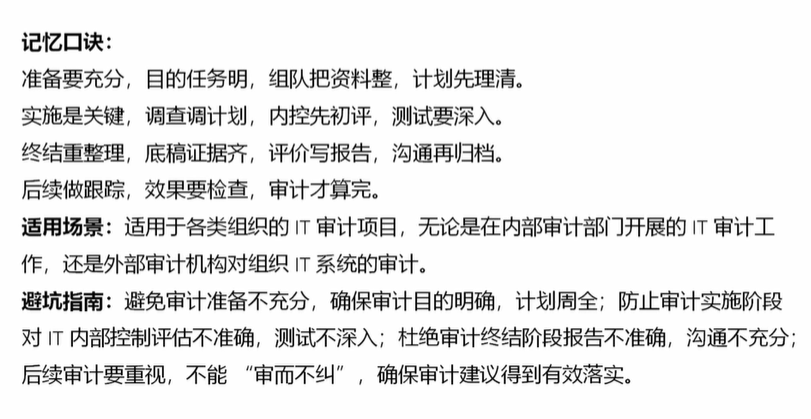 记忆口诀：
准备要充分，目的任务明，组队把资料整，计划先理清。
实施是关键，调查调计划，内控先初评，测试要深入。
终结重整理，底稿证据齐，评价写报告，沟通再归档。
后续做跟踪，效果要检查，审计才算完。
适用场景：适用于各类组织的 IT 审计项目，无论是在内部审计部门开展的 IT 审计工
作，还是外部审计机构对组织 IT 系统的审计。
避坑指南：避免审计准备不充分，确保审计目的明确，计划周全；防止审计实施阶段
对 IT 内部控制评估不准确，测试不深入；杜绝审计终结阶段报告不准确，沟通不充分；
后续审计要重视，不能 “审而不纠”，确保审计建议得到有效落实。